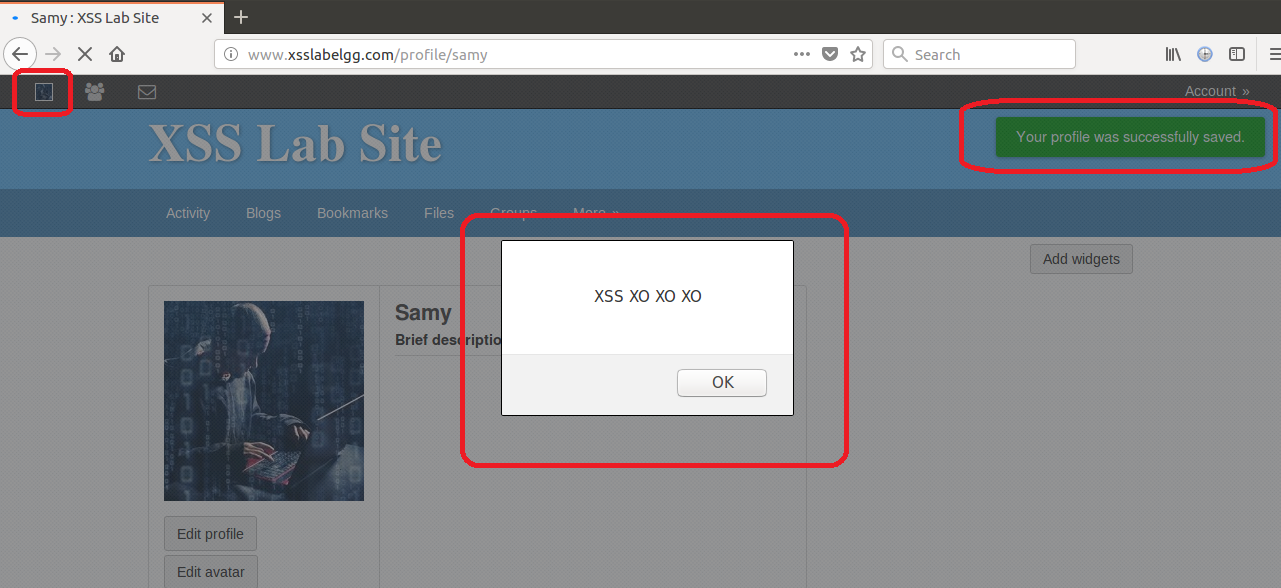 Samy : XSS Lab Site
www.xsslabelgg.com/profile/samy
Search
Account »
XSS Lab Site
Your profile was successfully saved.
Activity Blogs Bookmarks Files Groups More »
Add widgets
XSS XO XO XO
OK
Samy
Brief descriptio
Edit profile
Edit avatar